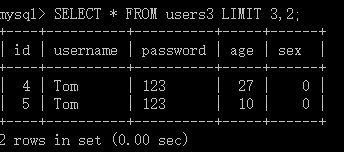 mysql> SELECT * FROM users3 LIMIT 3,2;
+----+----------+----------+-----+-----+
| id | username | password | age | sex |
+----+----------+----------+-----+-----+
| 4 | Tom | 123 | 27 | 0 |
| 5 | Tom | 123 | 10 | 0 |
+----+----------+----------+-----+-----+
2 rows in set (0.00 sec)